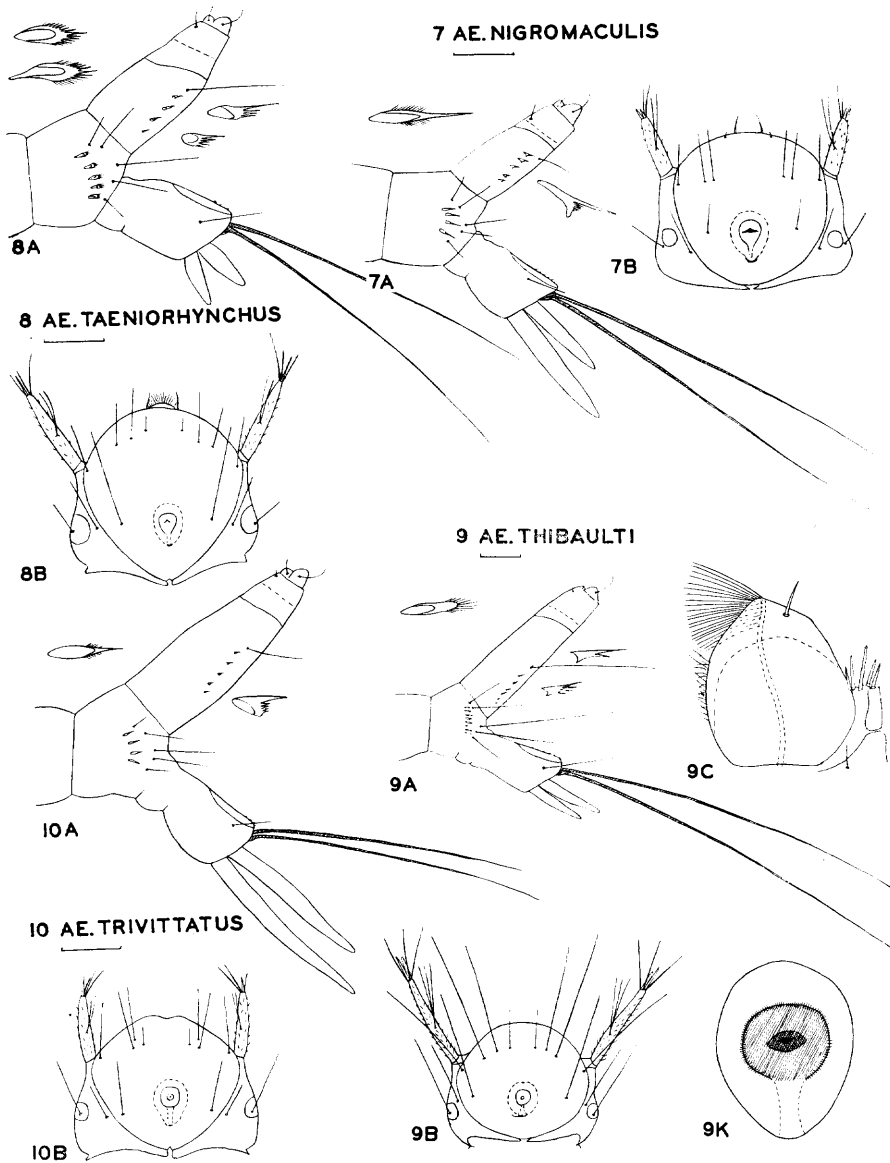 7 AE. NIGROMACULIS
8A
7A
7B
8 AE. TAENIORHYNCHUS
8B
9 AE. THIBAULTI
10A
9A
9C
10 AE. TRIVITTATUS
10B
9B
9K